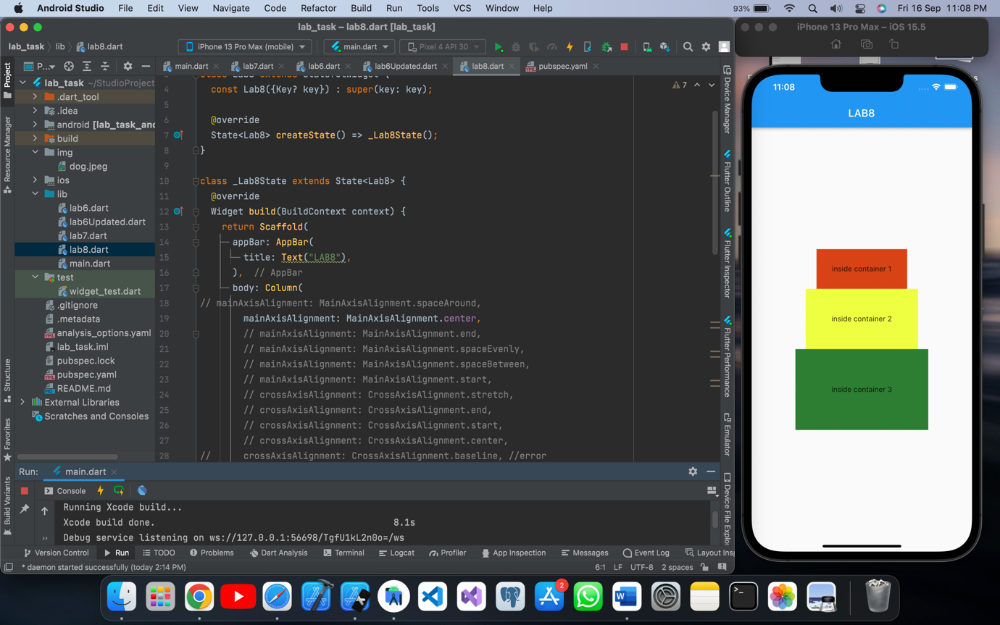 Android Studio File Edit View Navigate Code Refactor Build Run Tools VCS Window Help 93% Fri 16 Sep 11:08 PM
lab_task – lab8.dart [lab_task]
lab_task lib lab8.dart iPhone 13 Pro Max (mobile) main.dart Pixel 4 API 30
P... main.dart lab7.dart lab6.dart lab6Updated.dart lab8.dart pubspec.yaml
Project
Resource Manager
Structure
Favorites
Build Variants
lab_task ~/StudioProject
.dart_tool
.idea
android [lab_task_and
build
img
dog.jpeg
ios
lib
lab6.dart
lab6Updated.dart
lab7.dart
lab8.dart
main.dart
test
widget_test.dart
.gitignore
.metadata
analysis_options.yaml
lab_task.iml
pubspec.lock
pubspec.yaml
README.md
External Libraries
Scratches and Consoles
7
4 const Lab8({Key? key}) : super(key: key);
5
6 @override
7 State<Lab8> createState() => _Lab8State();
8 }
9
10 class _Lab8State extends State<Lab8> {
11 @override
12 Widget build(BuildContext context) {
13 return Scaffold(
14 appBar: AppBar(
15 title: Text("LAB8"),
16 ), // AppBar
17 body: Column(
18 // mainAxisAlignment: MainAxisAlignment.spaceAround,
19 mainAxisAlignment: MainAxisAlignment.center,
20 // mainAxisAlignment: MainAxisAlignment.end,
21 // mainAxisAlignment: MainAxisAlignment.spaceEvenly,
22 // mainAxisAlignment: MainAxisAlignment.spaceBetween,
23 // mainAxisAlignment: MainAxisAlignment.start,
24 // crossAxisAlignment: CrossAxisAlignment.stretch,
25 // crossAxisAlignment: CrossAxisAlignment.end,
26 // crossAxisAlignment: CrossAxisAlignment.start,
27 // crossAxisAlignment: CrossAxisAlignment.center,
28 // crossAxisAlignment: CrossAxisAlignment.baseline, //error
Device Manager
Flutter Outline
Flutter Inspector
Flutter Performance
Emulator
Device File Explo
Run: main.dart
Console
Running Xcode build...
Xcode build done. 8.1s
Debug service listening on ws://127.0.0.1:56698/TgfU1kL2n0o=/ws
Version Control Run TODO Problems Dart Analysis Terminal Logcat Profiler App Inspection Messages Event Log Layout Ins
* daemon started successfully (today 2:14 PM) 6:1 LF UTF-8 2 spaces
iPhone 13 Pro Max – iOS 15.5
11:08
LAB8
inside container 1
inside container 2
inside container 3
2